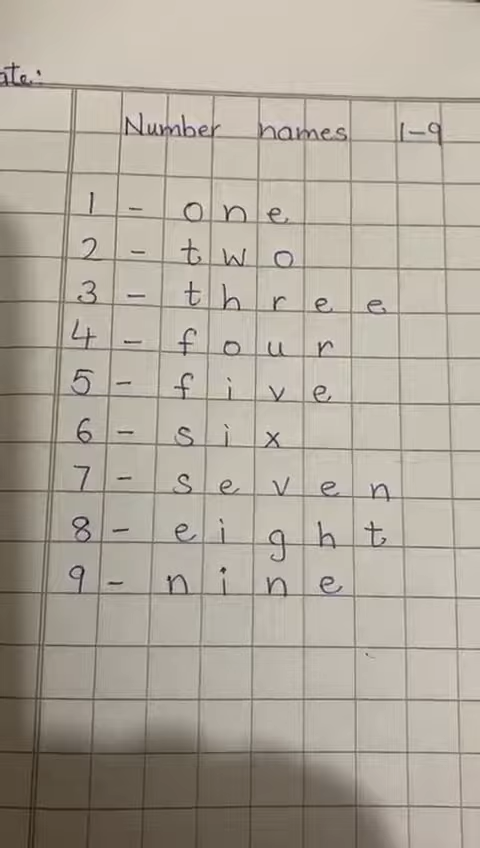 ate:
Number names 1-9
1 - one
2 - two
3 - three
4 - four
5 - five
6 - six
7 - seven
8 - eight
9 - nine